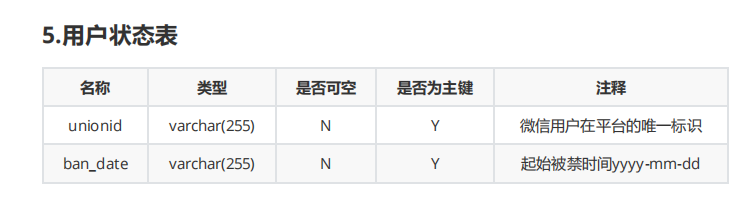 5.用户状态表
名称 类型 是否可空 是否为主键 注释
unionid varchar(255) N Y 微信用户在平台的唯一标识
ban_date varchar(255) N Y 起始被禁时间yyyy-mm-dd